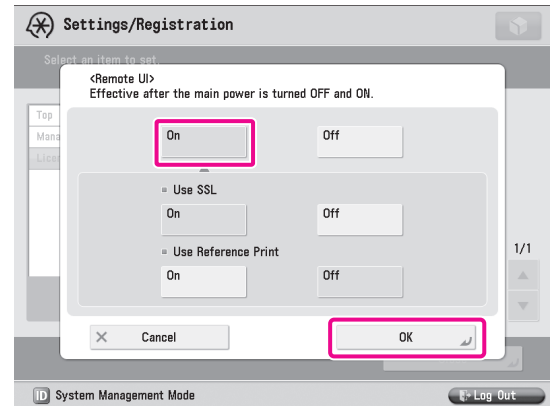 Settings/Registration
Select an item to set.
<Remote UI>
Effective after the main power is turned OFF and ON.
Top
On
Off
Mana
Licen
Use SSL
On
Off
Use Reference Print
1/1
On
Off
Cancel
OK
System Management Mode
Log Out